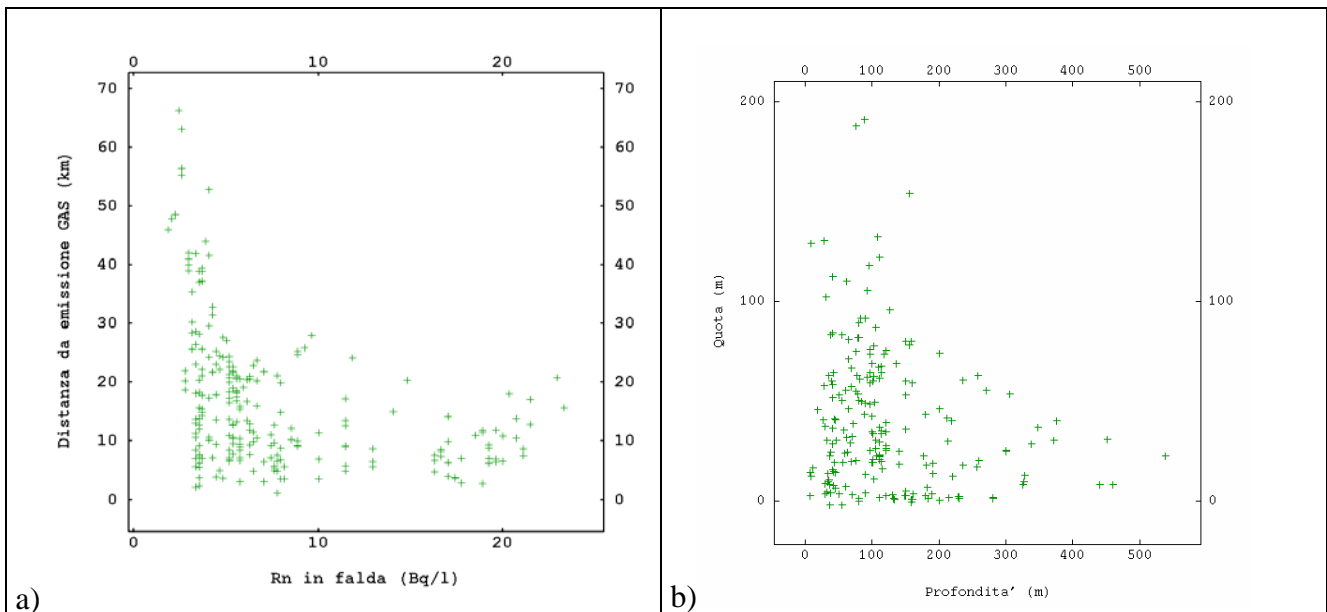 0 10 20
70 70
60 60
50 50
40 40
30 30
20 20
10 10
0 0
0 10 20
Distanza da emissione GAS (km)
Rn in falda (Bq/l)
a)
0 100 200 300 400 500
200 200
100 100
0 0
0 100 200 300 400 500
Quota (m)
Profondita' (m)
b)